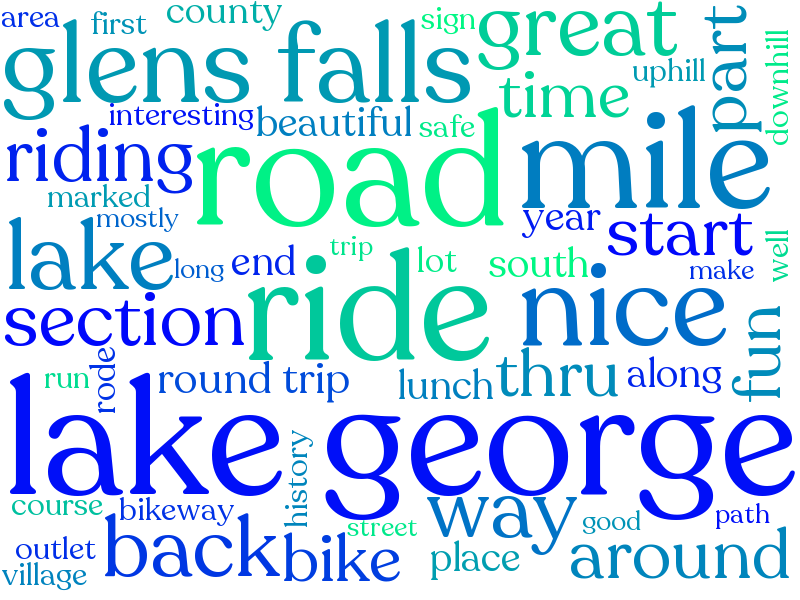 area
first
county
sign
great
part
downhill
glens falls
time
uphill
interesting
beautiful
safe
riding
road
mile
marked
mostly
year
start
lake
long
end
trip
lot
south
well
make
section
ride
nice
fun
rode
run
round trip
lunch
thru
along
lake george
history
course
bikeway
street
way
good
path
outlet
back
bike
place
around
village